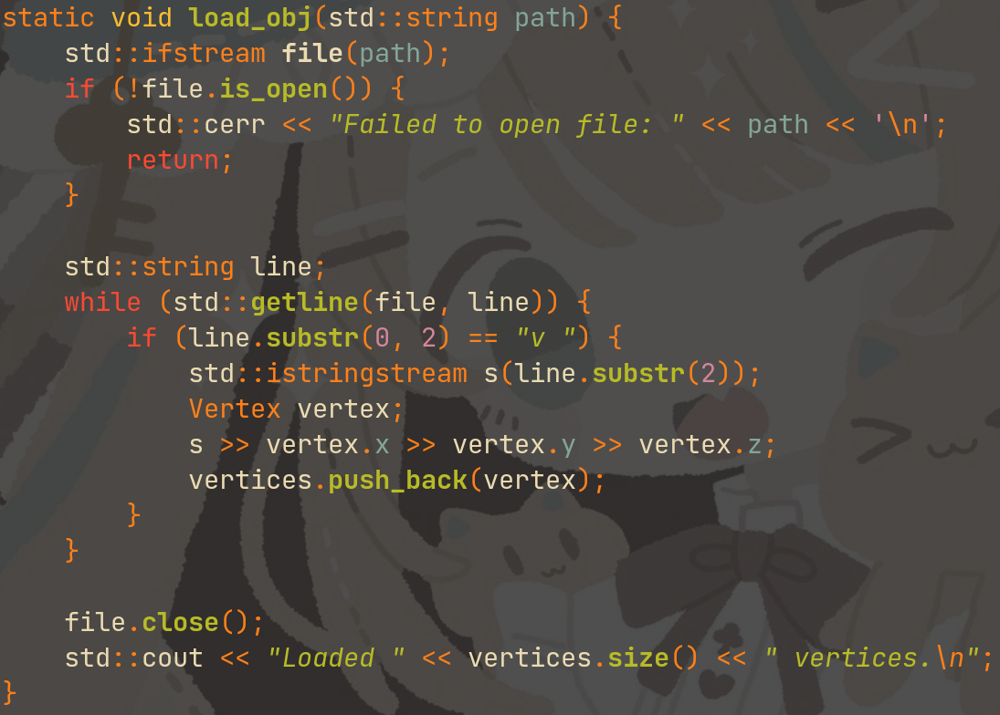 static void load_obj(std::string path) {
    std::ifstream file(path);
    if (!file.is_open()) {
        std::cerr << "Failed to open file: " << path << '\n';
        return;
    }

    std::string line;
    while (std::getline(file, line)) {
        if (line.substr(0, 2) == "v ") {
            std::istringstream s(line.substr(2));
            Vertex vertex;
            s >> vertex.x >> vertex.y >> vertex.z;
            vertices.push_back(vertex);
        }
    }

    file.close();
    std::cout << "Loaded " << vertices.size() << " vertices.\n";
}